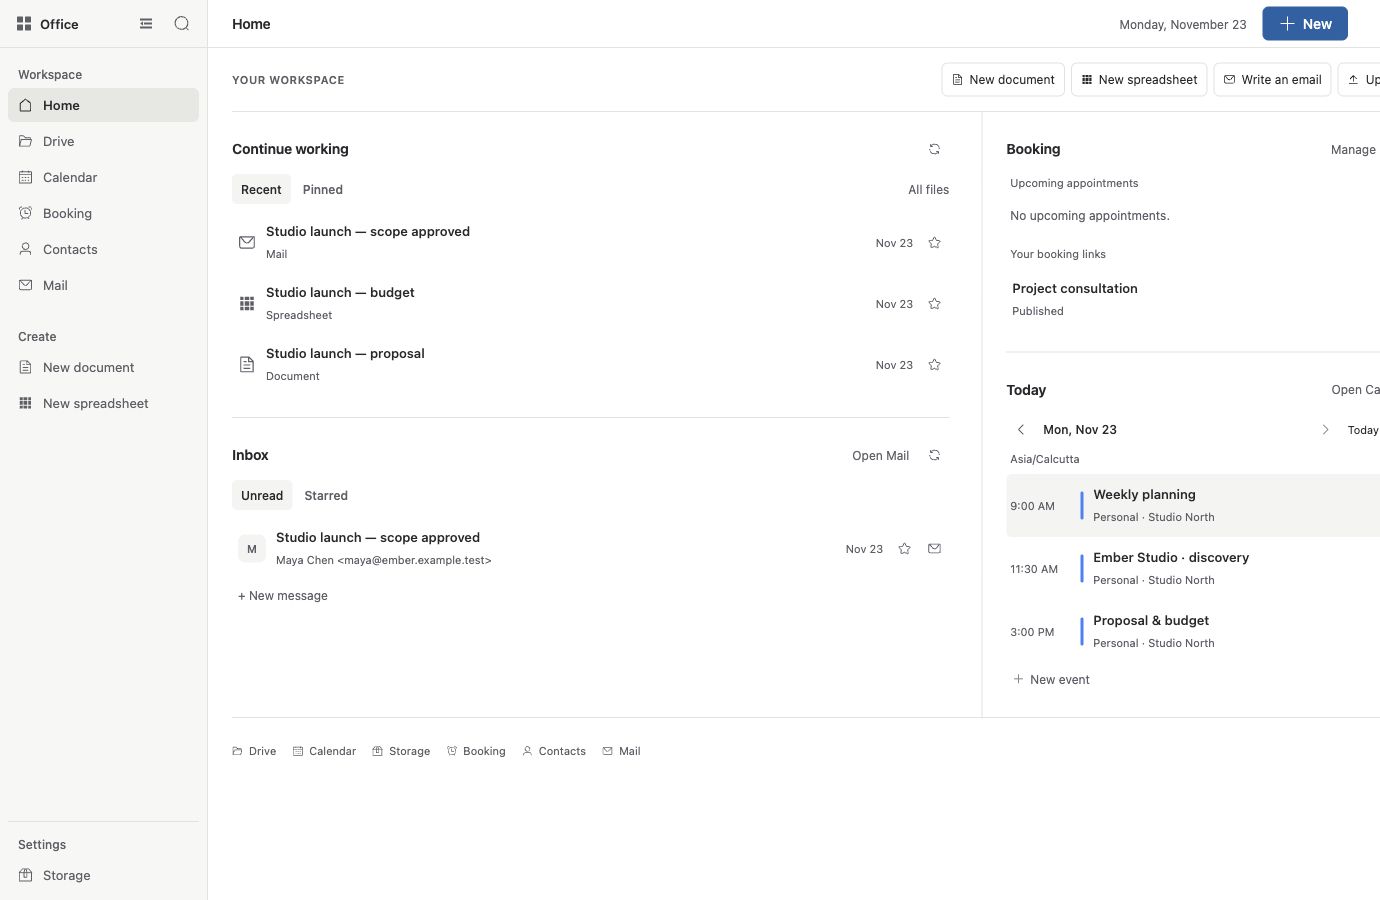 Office
Workspace
Home
Drive
Calendar
Booking
Contacts
Mail
Create
New document
New spreadsheet
Settings
Storage
Home
Monday, November 23
New
YOUR WORKSPACE
New document
New spreadsheet
Write an email
Up
Continue working
Recent
Pinned
All files
Studio launch — scope approved
Mail
Nov 23
Studio launch — budget
Spreadsheet
Nov 23
Studio launch — proposal
Document
Nov 23
Inbox
Open Mail
Unread
Starred
M
Studio launch — scope approved
Maya Chen <maya@ember.example.test>
Nov 23
+ New message
Booking
Manage
Upcoming appointments
No upcoming appointments.
Your booking links
Project consultation
Published
Today
Open Ca
Mon, Nov 23
Today
Asia/Calcutta
9:00 AM
Weekly planning
Personal · Studio North
11:30 AM
Ember Studio · discovery
Personal · Studio North
3:00 PM
Proposal & budget
Personal · Studio North
New event
Drive
Calendar
Storage
Booking
Contacts
Mail